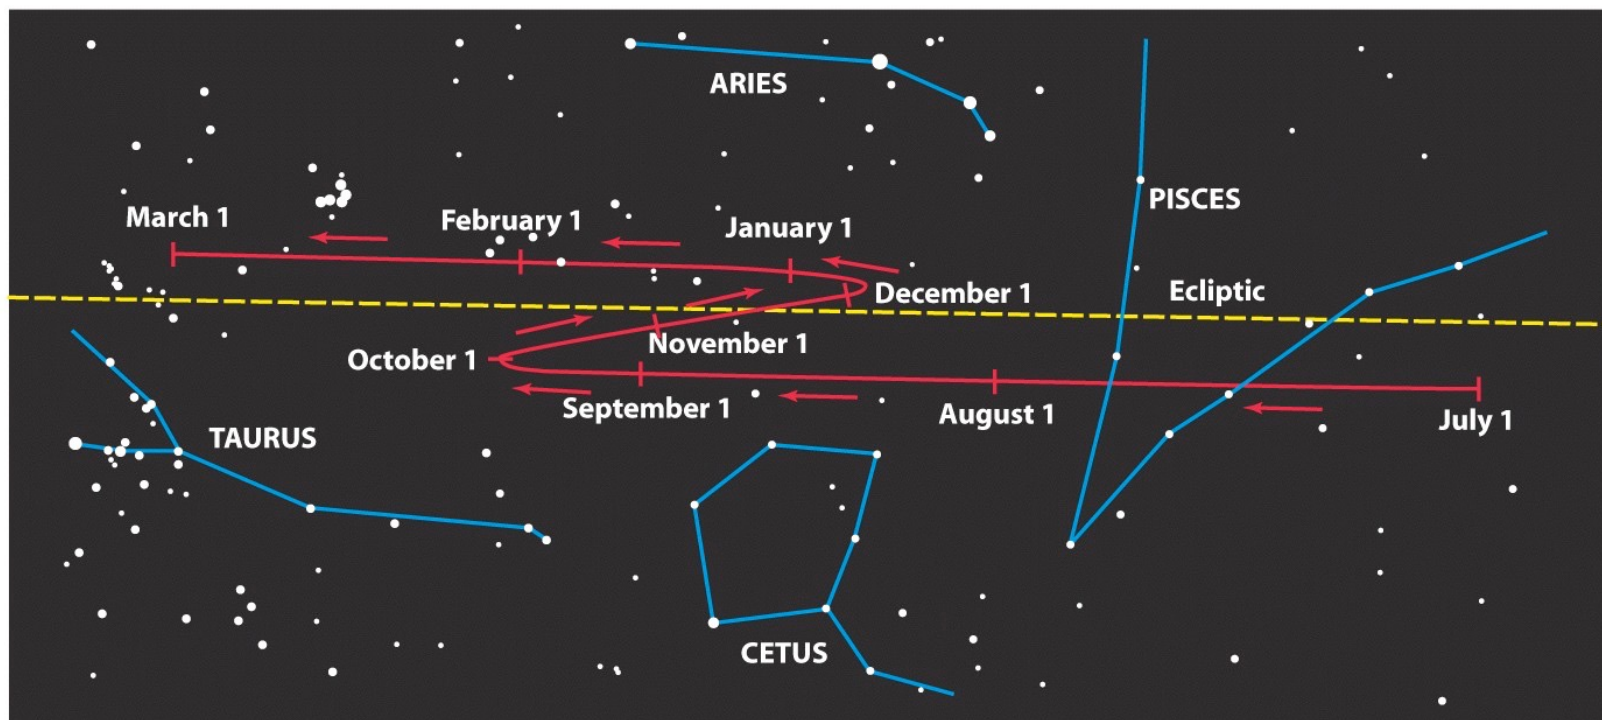 ARIES
PISCES
March 1
February 1
January 1
Ecliptic
December 1
October 1
November 1
September 1
August 1
July 1
TAURUS
CETUS